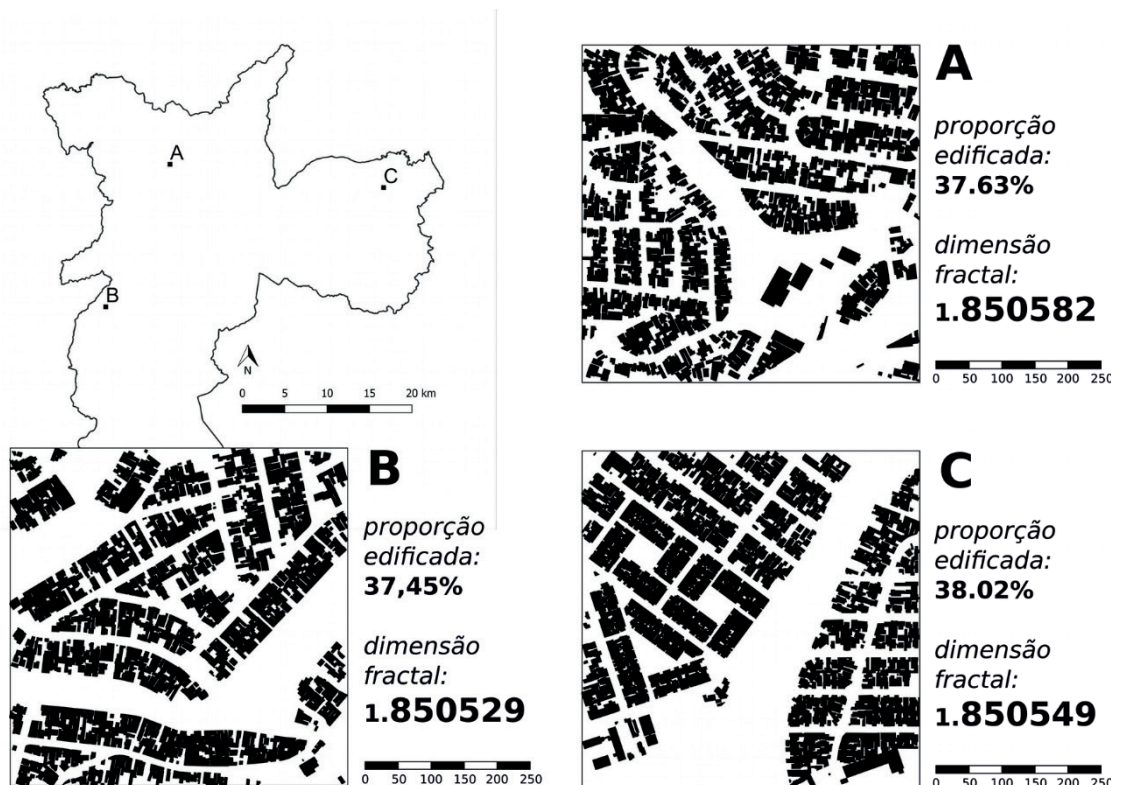 A
C
B
N
0 5 10 15 20 km
A
proporção
edificada:
37.63%
dimensão
fractal:
1.850582
0 50 100 150 200 250
B
proporção
edificada:
37,45%
dimensão
fractal:
1.850529
0 50 100 150 200 250
C
proporção
edificada:
38.02%
dimensão
fractal:
1.850549
0 50 100 150 200 250